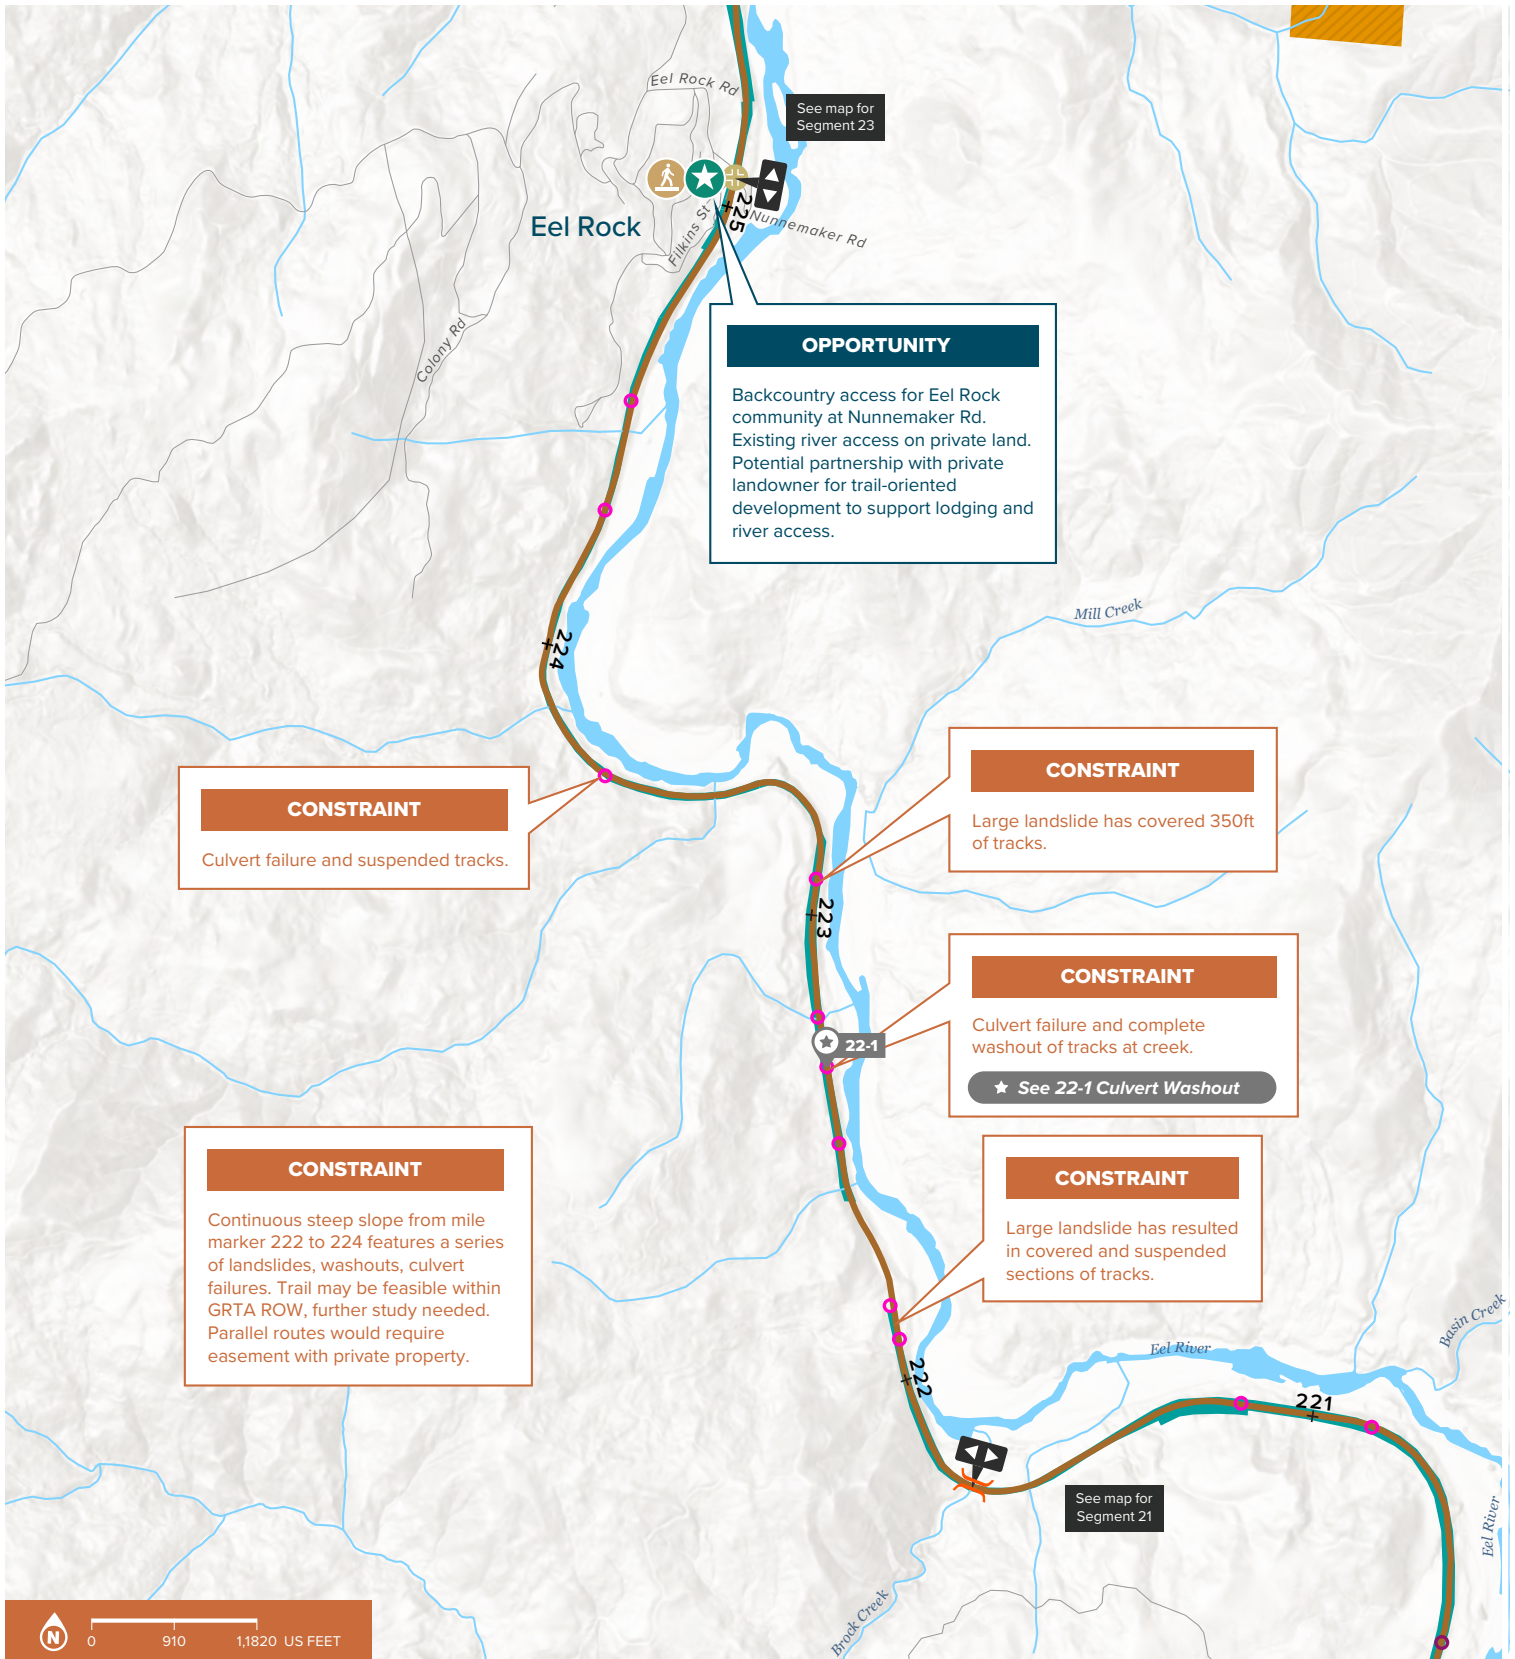 Eel Rock Rd
See map for
Segment 23
225
Eel Rock
Filkins St
Nunnemaker Rd
Colony Rd
OPPORTUNITY
Backcountry access for Eel Rock
community at Nunnemaker Rd.
Existing river access on private land.
Potential partnership with private
landowner for trail-oriented
development to support lodging and
river access.
Mill Creek
224
CONSTRAINT
Culvert failure and suspended tracks.
CONSTRAINT
Large landslide has covered 350ft
of tracks.
223
CONSTRAINT
Culvert failure and complete
washout of tracks at creek.
See 22-1 Culvert Washout
22-1
CONSTRAINT
Continuous steep slope from mile
marker 222 to 224 features a series
of landslides, washouts, culvert
failures. Trail may be feasible within
GRTA ROW, further study needed.
Parallel routes would require
easement with private property.
CONSTRAINT
Large landslide has resulted
in covered and suspended
sections of tracks.
Basin Creek
Eel River
222
221
See map for
Segment 21
Eel River
Brock Creek
N
0 910 1,1820 US FEET